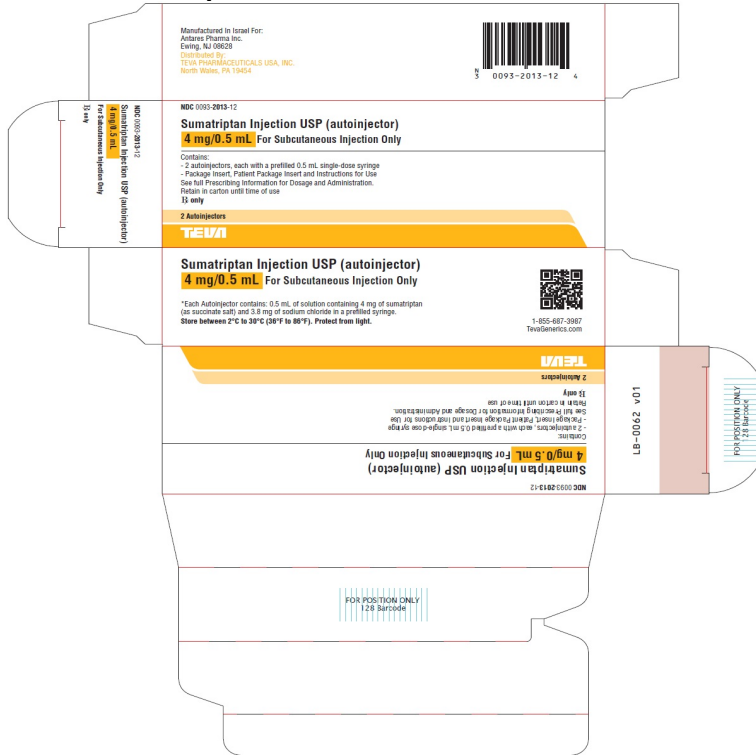 Manufactured In Israel For:
Antares Pharma Inc.
Ewing, NJ 08628
Distributed By:
TEVA PHARMACEUTICALS USA, INC.
North Wales, PA 19454
N
3 0093-2013-12 4
NDC 0093-2013-12
Sumatriptan Injection USP (autoinjector)
4 mg/0.5 mL
For Subcutaneous Injection Only
℞ only
NDC 0093-2013-12
Sumatriptan Injection USP (autoinjector)
4 mg/0.5 mL For Subcutaneous Injection Only
Contains:
- 2 autoinjectors, each with a prefilled 0.5 mL single-dose syringe
- Package Insert, Patient Package Insert and Instructions for Use
See full Prescribing Information for Dosage and Administration.
Retain in carton until time of use
℞ only
2 Autoinjectors
TEVA
Sumatriptan Injection USP (autoinjector)
4 mg/0.5 mL For Subcutaneous Injection Only
*Each Autoinjector contains: 0.5 mL of solution containing 4 mg of sumatriptan
(as succinate salt) and 3.8 mg of sodium chloride in a prefilled syringe.
Store between 2°C to 30°C (36°F to 86°F). Protect from light.
1-855-687-3987
TevaGenerics.com
NDC 0093-2013-12
Sumatriptan Injection USP (autoinjector)
4 mg/0.5 mL For Subcutaneous Injection Only
Contains:
- 2 autoinjectors, each with a prefilled 0.5 mL single-dose syringe
- Package Insert, Patient Package Insert and Instructions for Use
See full Prescribing Information for Dosage and Administration.
Retain in carton until time of use
℞ only
2 Autoinjectors
TEVA
LB-0062 v01
FOR POSITION ONLY
128 Barcode
FOR POSITION ONLY
128 Barcode